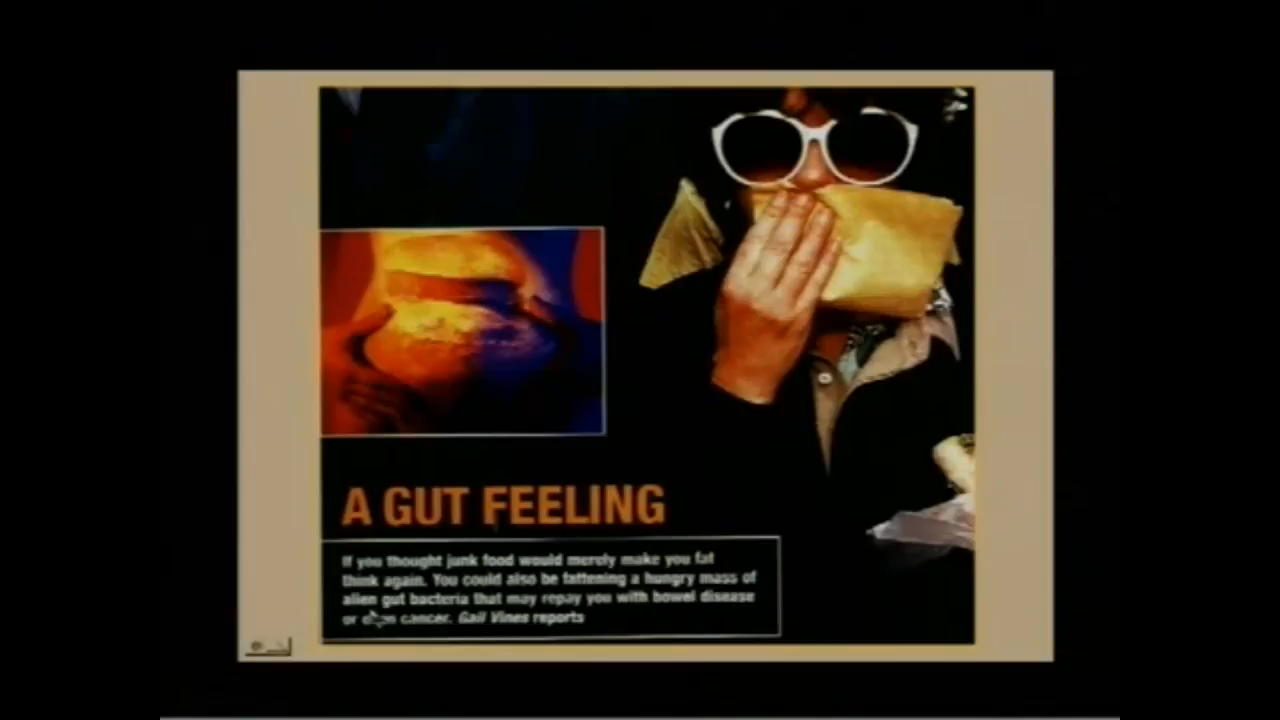 A GUT FEELING
If you thought junk food would merely make you fat
think again. You could also be fattening a hungry mass of
alien gut bacteria that may repay you with bowel disease
or cancer. Gail Vines reports